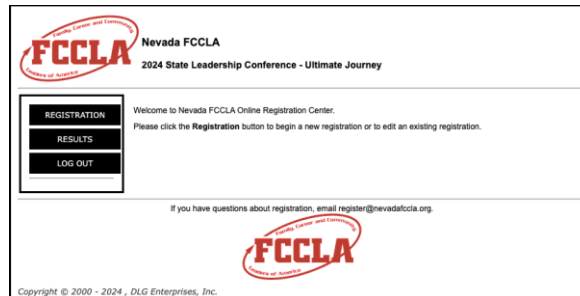 Family, Career and Community
FCCLA
Leaders of America
Nevada FCCLA
2024 State Leadership Conference - Ultimate Journey
REGISTRATION
RESULTS
LOG OUT
Welcome to Nevada FCCLA Online Registration Center.
Please click the Registration button to begin a new registration or to edit an existing registration.
If you have questions about registration, email register@nevadafccla.org.
Family, Career and Community
FCCLA
Leaders of America
Copyright © 2000 - 2024 , DLG Enterprises, Inc.